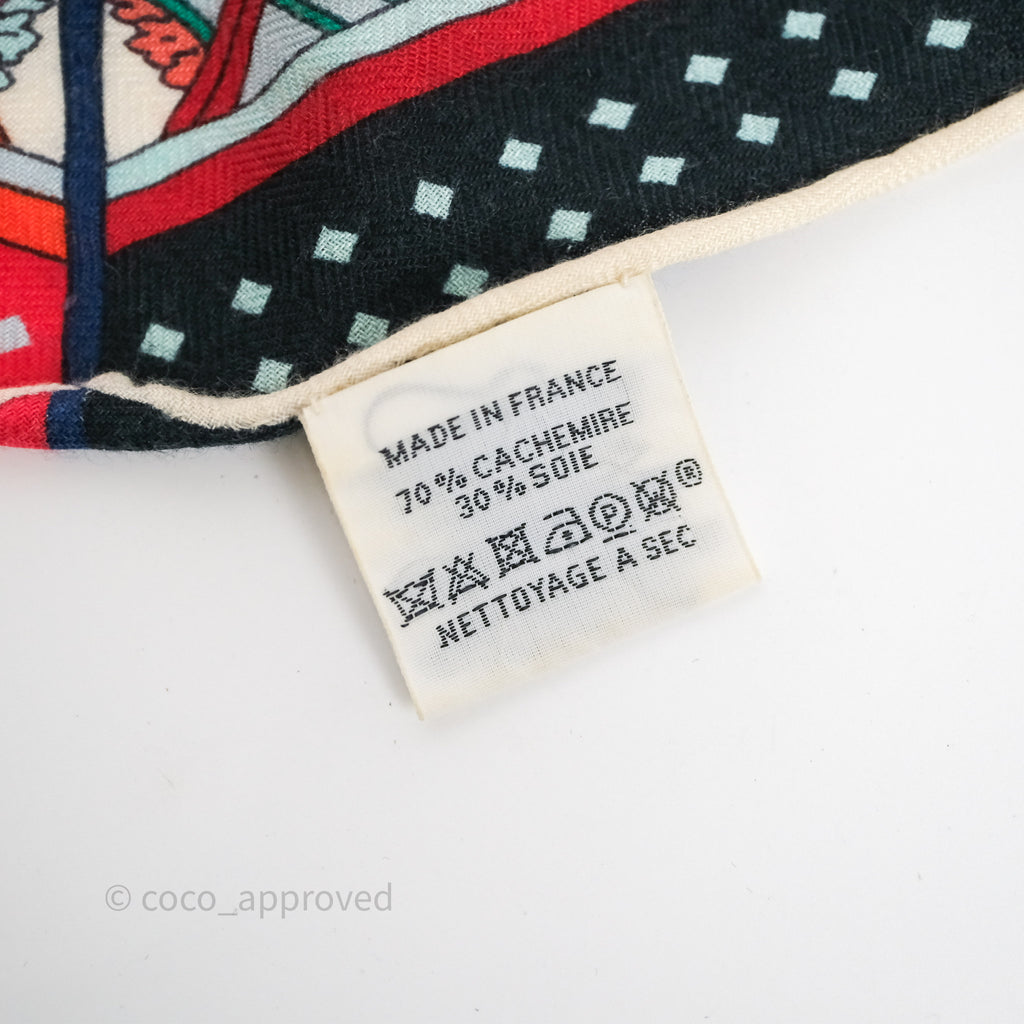 MADE IN FRANCE
70% CACHEMIRE
30% SOIE
P ®
NETTOYAGE A SEC
© coco_approved